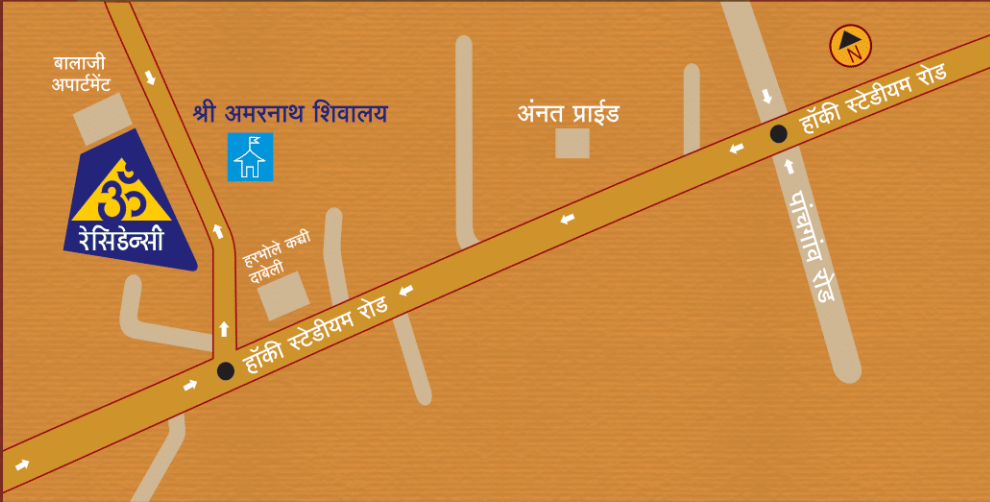 बालाजी
अपार्टमेंट
श्री अमरनाथ शिवालय
अंनत प्राईड
N
हॉकी स्टेडीयम रोड
ॐ
रेसिडेन्सी
हरभोले कच्ची
दाबेली
पांचगांव रोड
हॉकी स्टेडीयम रोड